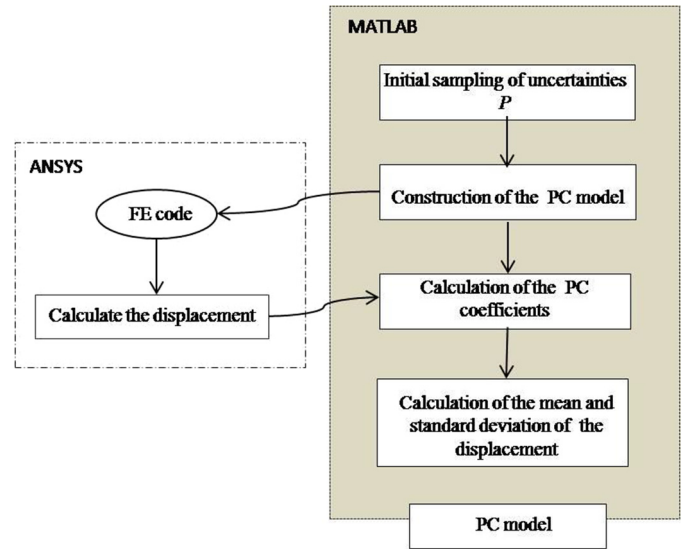 MATLAB
Initial sampling of uncertainties
P
ANSYS
FE code
Construction of the PC model
Calculate the displacement
Calculation of the PC
coefficients
Calculation of the mean and
standard deviation of the
displacement
PC model